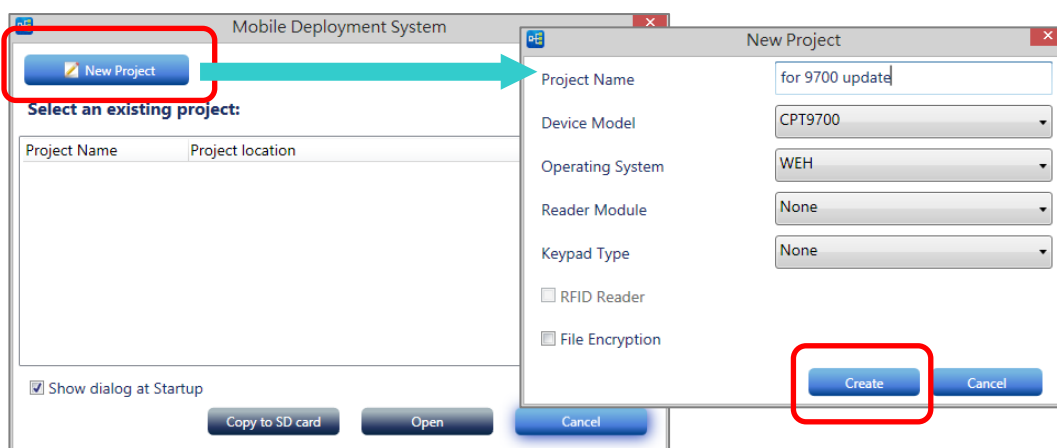 Mobile Deployment System
New Project
Select an existing project:
Project Name Project location
Show dialog at Startup
Copy to SD card Open Cancel
New Project
Project Name for 9700 update
Device Model CPT9700
Operating System WEH
Reader Module None
Keypad Type None
RFID Reader
File Encryption
Create Cancel